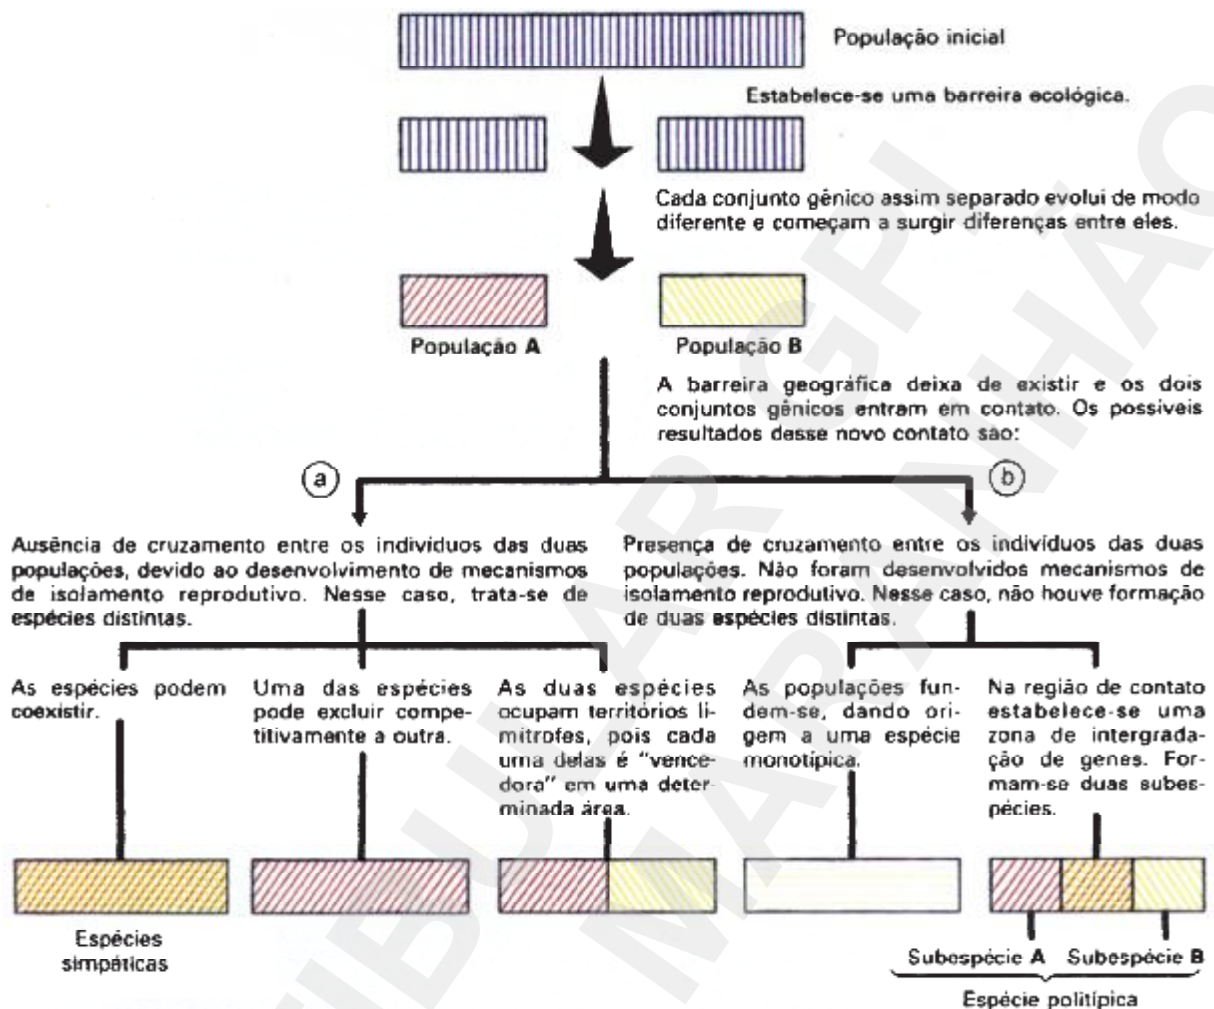 População inicial
Estabelece-se uma barreira ecológica.
Cada conjunto gênico assim separado evolui de modo
diferente e começam a surgir diferenças entre eles.
População A
População B
A barreira geográfica deixa de existir e os dois
conjuntos gênicos entram em contato. Os possíveis
resultados desse novo contato são:
a
b
Ausência de cruzamento entre os indivíduos das duas
populações, devido ao desenvolvimento de mecanismos
de isolamento reprodutivo. Nesse caso, trata-se de
espécies distintas.
Presença de cruzamento entre os indivíduos das duas
populações. Não foram desenvolvidos mecanismos de
isolamento reprodutivo. Nesse caso, não houve formação
de duas espécies distintas.
As espécies podem
coexistir.
Uma das espécies
pode excluir compe-
titivamente a outra.
As duas espécies
ocupam territórios li-
mítrofes, pois cada
uma delas é "vence-
dora" em uma deter-
minada área.
As populações fun-
dem-se, dando ori-
gem a uma espécie
monotípica.
Na região de contato
estabelece-se uma
zona de intergrada-
ção de genes. For-
mam-se duas subes-
pécies.
Espécies
simpáticas
Subespécie A
Subespécie B
Espécie politípica
GPI
MARANHÃO